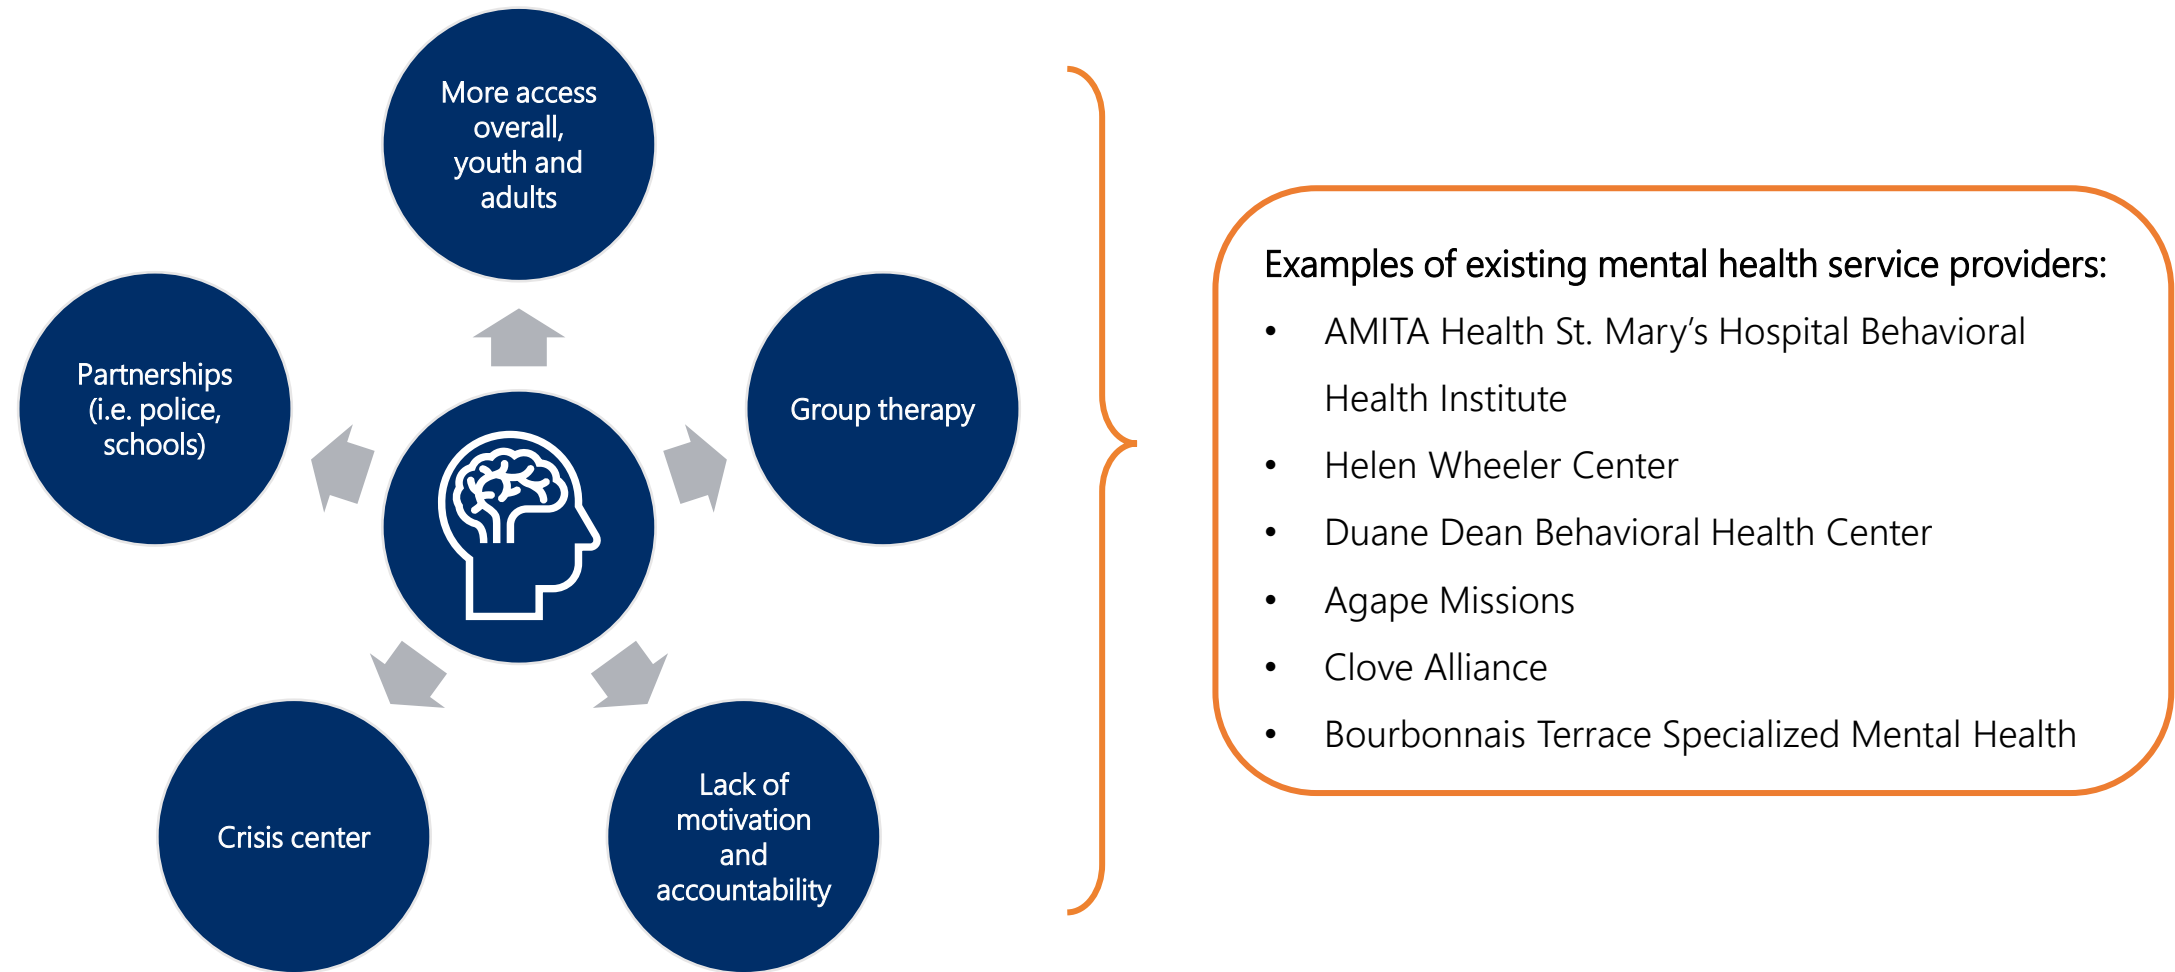 More access
overall,
youth and
adults
Partnerships
(i.e. police,
schools)
Group therapy
Crisis center
Lack of
motivation
and
accountability
Examples of existing mental health service providers:
• AMITA Health St. Mary’s Hospital Behavioral
Health Institute
• Helen Wheeler Center
• Duane Dean Behavioral Health Center
• Agape Missions
• Clove Alliance
• Bourbonnais Terrace Specialized Mental Health